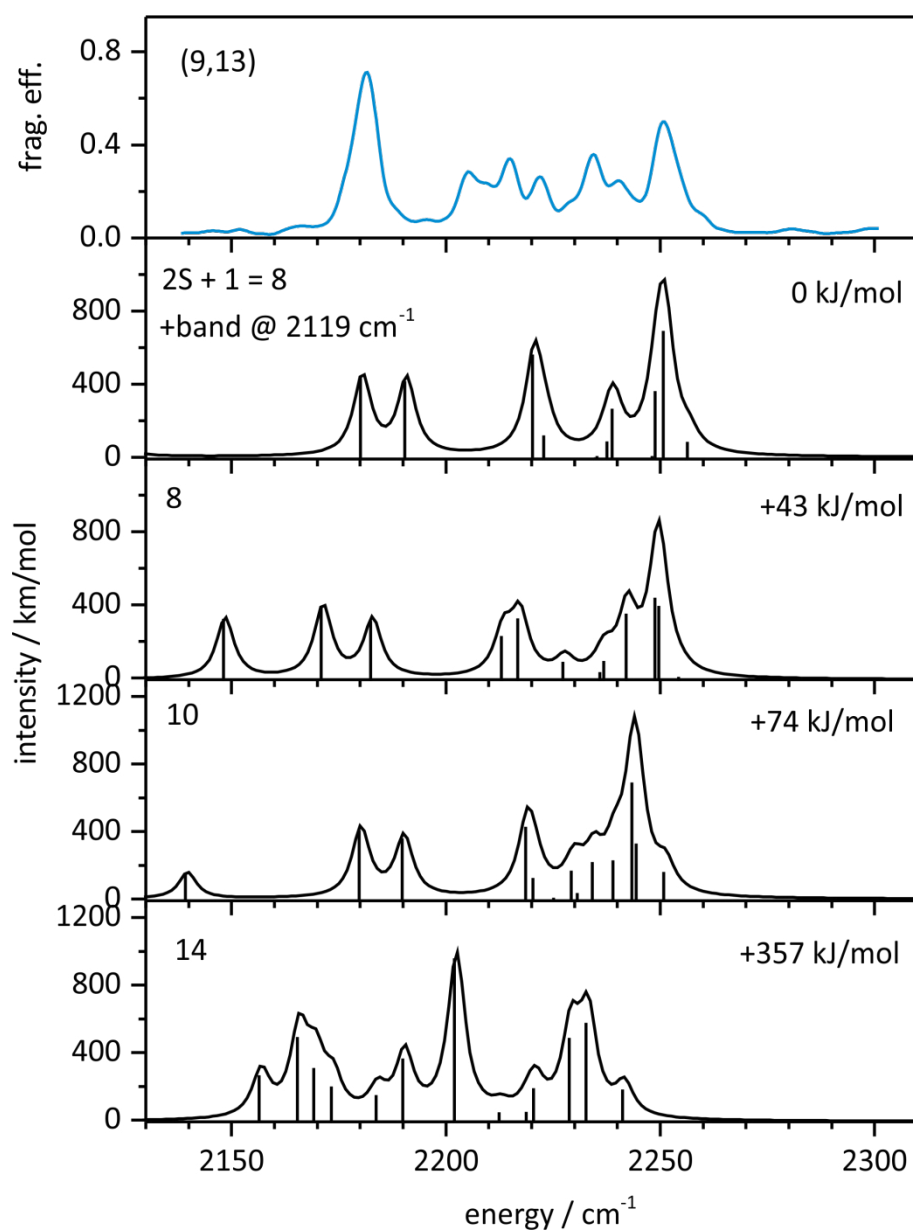 frag. eff.
0.8
0.4
0.0
(9,13)
2S + 1 = 8
+band @ 2119 cm-1
0 kJ/mol
800
400
0
8
+43 kJ/mol
800
400
0
10
+74 kJ/mol
1200
800
400
0
14
+357 kJ/mol
1200
800
400
0
intensity / km/mol
2150
2200
2250
2300
energy / cm-1